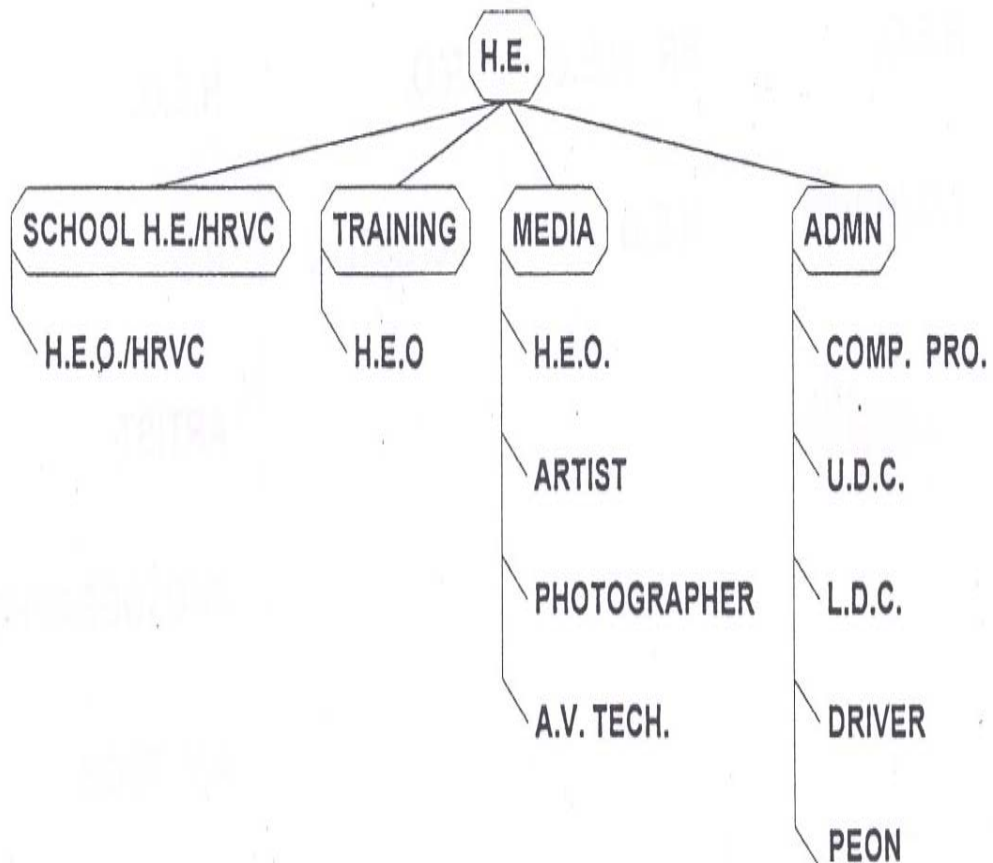 H.E.
SCHOOL H.E./HRVC
TRAINING
MEDIA
ADMN
H.E.O./HRVC
H.E.O
H.E.O.
COMP. PRO.
ARTIST
U.D.C.
PHOTOGRAPHER
L.D.C.
A.V. TECH.
DRIVER
PEON